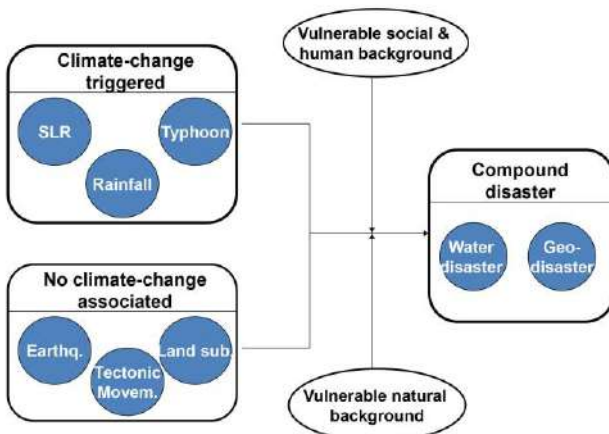 Vulnerable social &
human background
Climate-change
triggered
SLR
Typhoon
Rainfall
Compound
disaster
Water
disaster
Geo-
disaster
No climate-change
associated
Earthq.
Land sub.
Tectonic
Movem.
Vulnerable natural
background